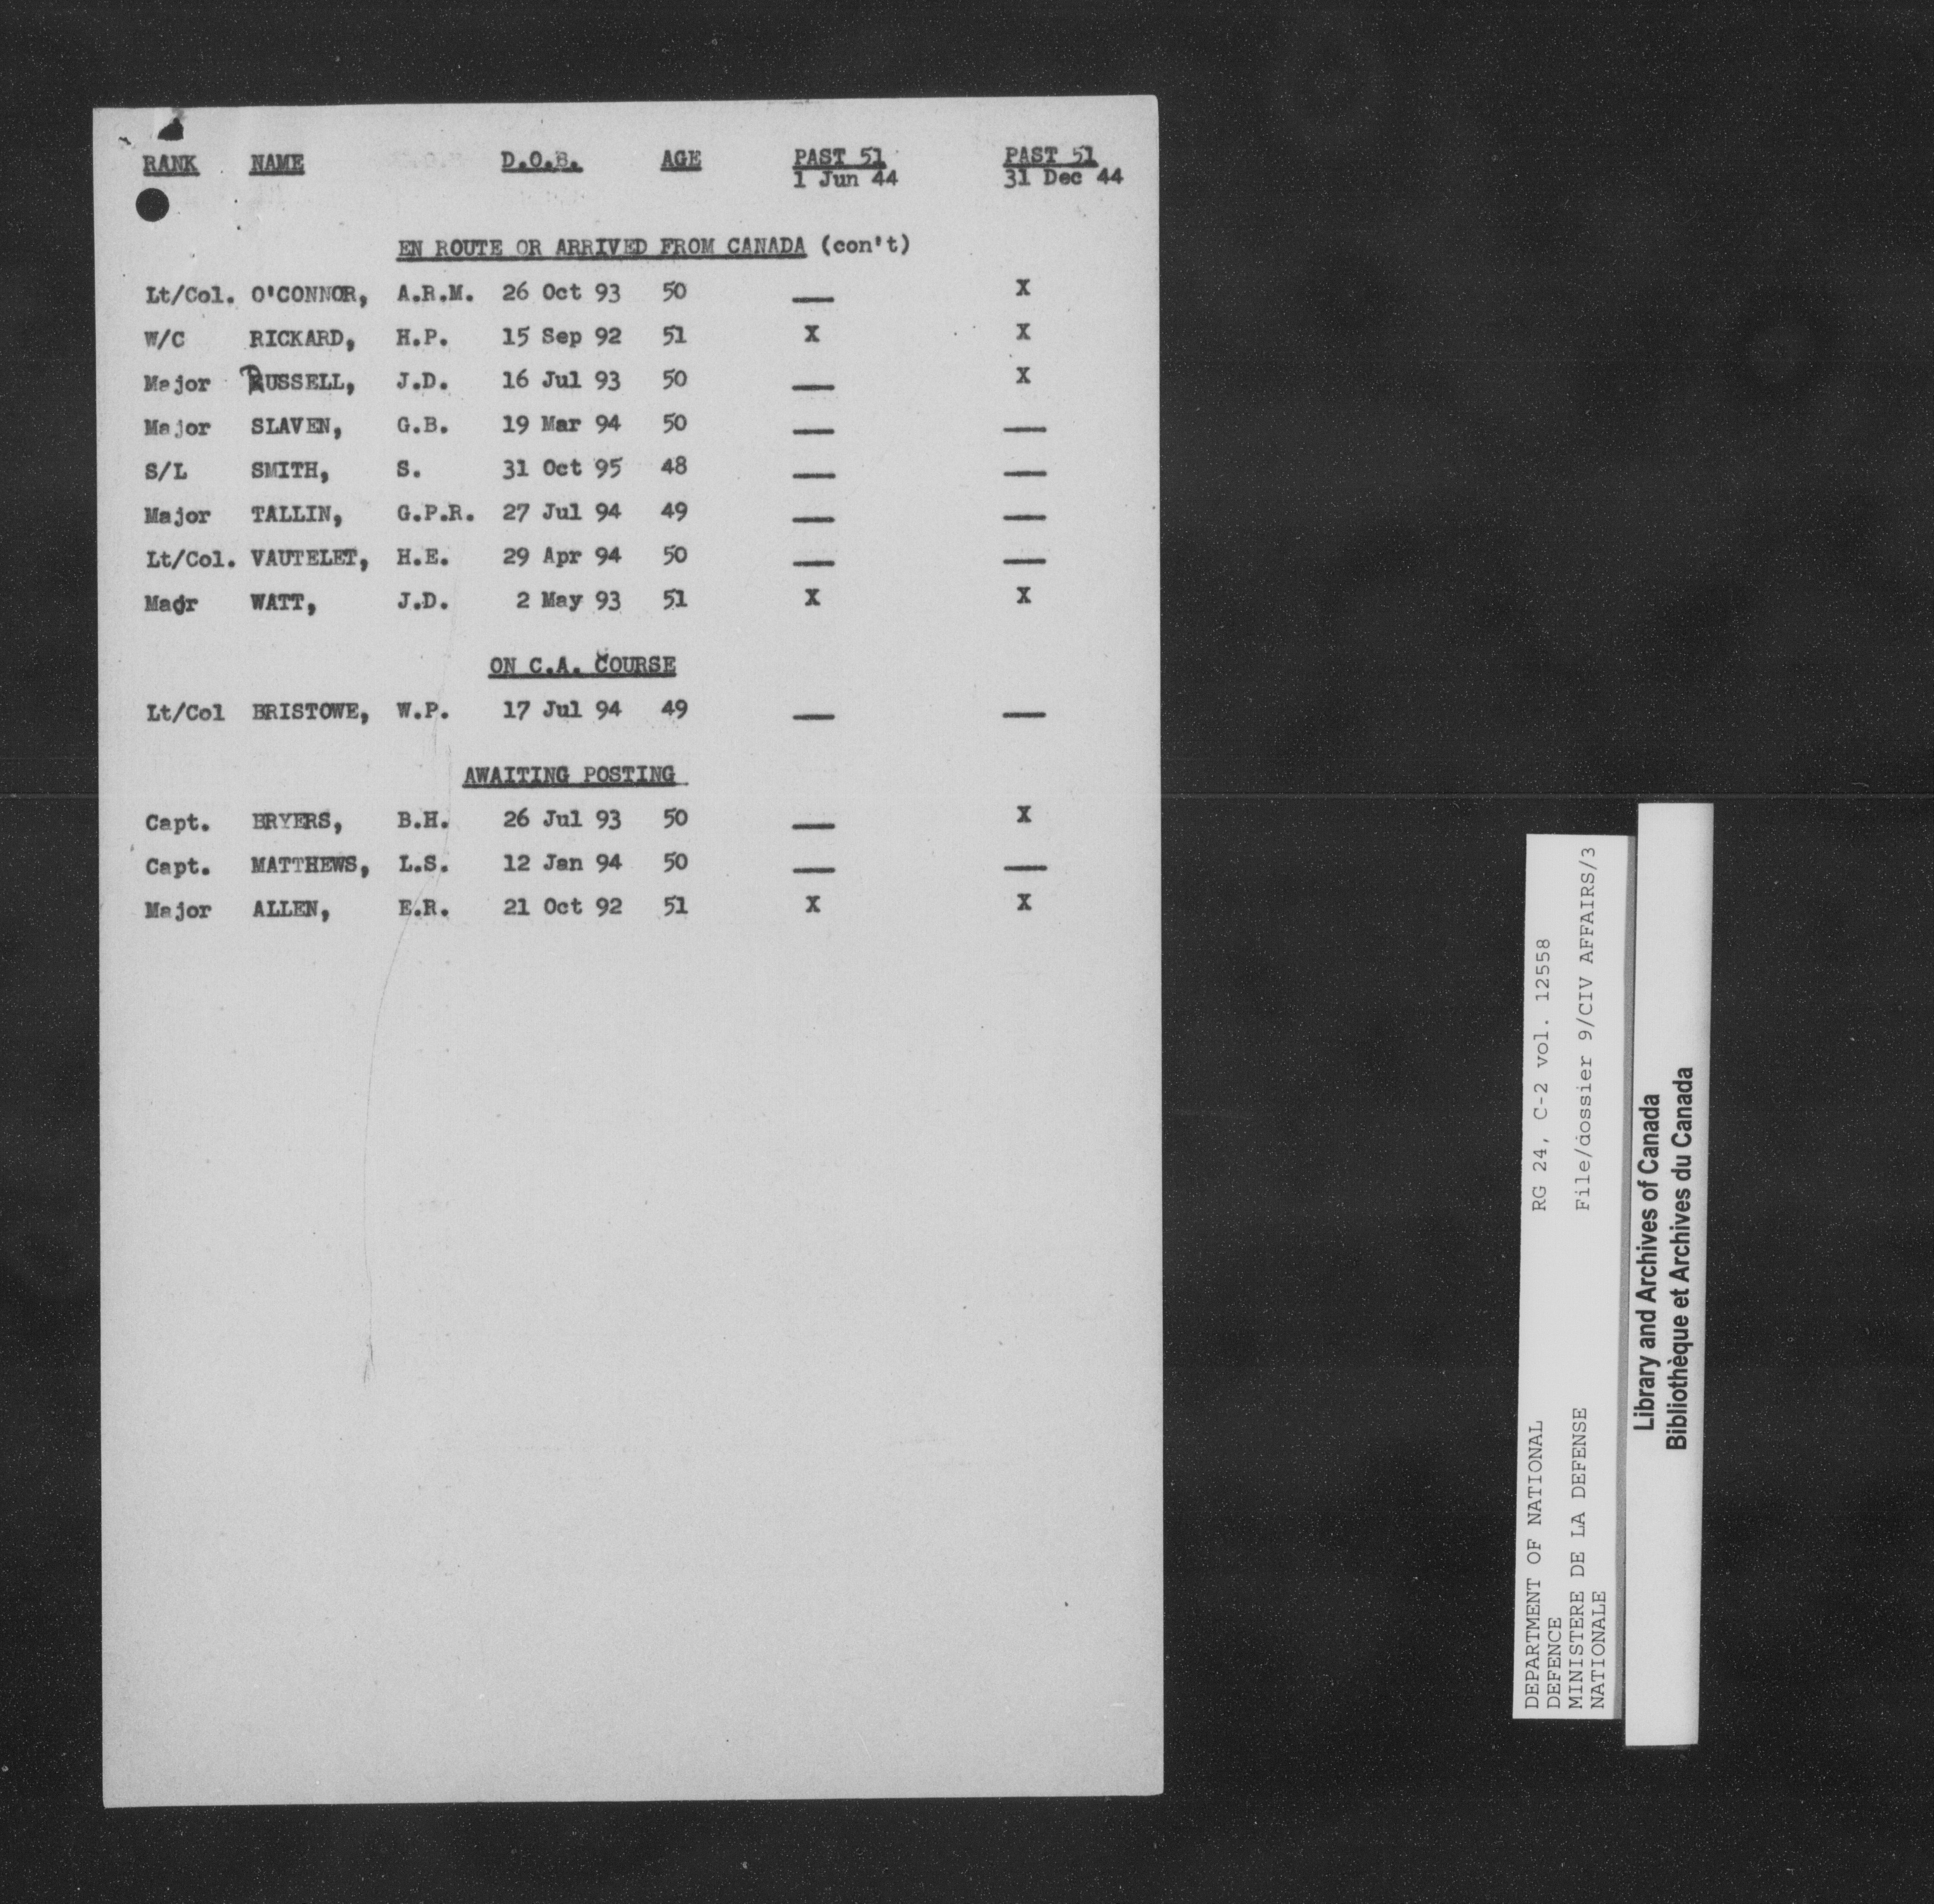 RANK NAME D.O.B. AGE PAST 51 PAST 51
1 Jun 44 31 Dec 44
EN ROUTE OR ARRIVED FROM CANADA (con't)
Lt/Col. O'CONNOR, A.R.M. 26 Oct 93 50 — X
W/C RICKARD, H.P. 15 Sep 92 51 X X
Major RUSSELL, J.D. 16 Jul 93 50 — X
Major SLAVEN, G.B. 19 Mar 94 50 — —
S/L SMITH, S. 31 Oct 95 48 — —
Major TALLIN, G.P.R. 27 Jul 94 49 — —
Lt/Col. VAUTELET, H.E. 29 Apr 94 50 — —
Maor WATT, J.D. 2 May 93 51 X X
ON C.A. COURSE
Lt/Col BRISTOWE, W.P. 17 Jul 94 49 — —
AWAITING POSTING
Capt. BRYERS, B.H. 26 Jul 93 50 — X
Capt. MATTHEWS, L.S. 12 Jan 94 50 — —
Major ALLEN, E.R. 21 Oct 92 51 X X
DEPARTMENT OF NATIONAL RG 24, C-2 vol. 12558
DEFENCE
MINISTERE DE LA DEFENSE File/dossier 9/CIV AFFAIRS/3
NATIONALE
Library and Archives of Canada
Bibliothèque et Archives du Canada